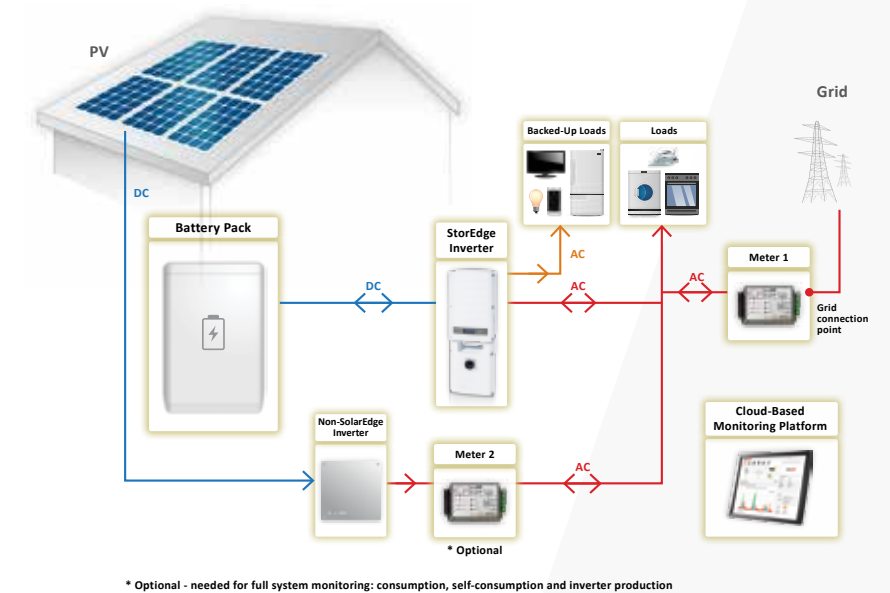 PV
Grid
Backed-Up Loads
Loads
DC
Battery Pack
StorEdge
Inverter
AC
Meter 1
DC
AC
AC
Grid
connection
point
Cloud-Based
Monitoring Platform
Non-SolarEdge
Inverter
Meter 2
AC
* Optional
* Optional - needed for full system monitoring: consumption, self-consumption and inverter production